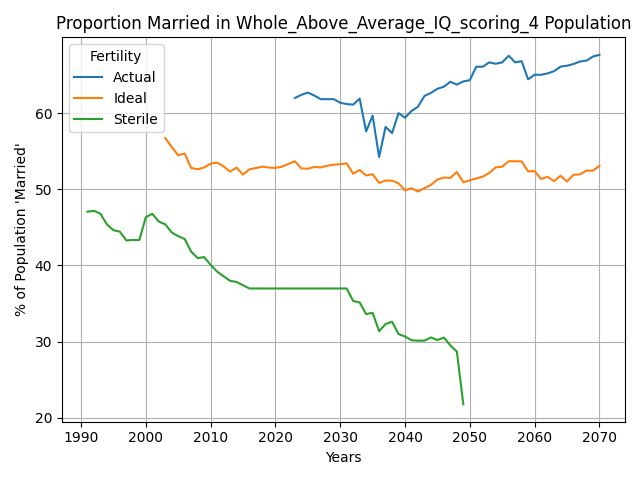 Proportion Married in Whole_Above_Average_IQ_scoring_4 Population
Fertility
Actual
Ideal
Sterile
% of Population 'Married'
60
50
40
30
20
1990 2000 2010 2020 2030 2040 2050 2060 2070
Years